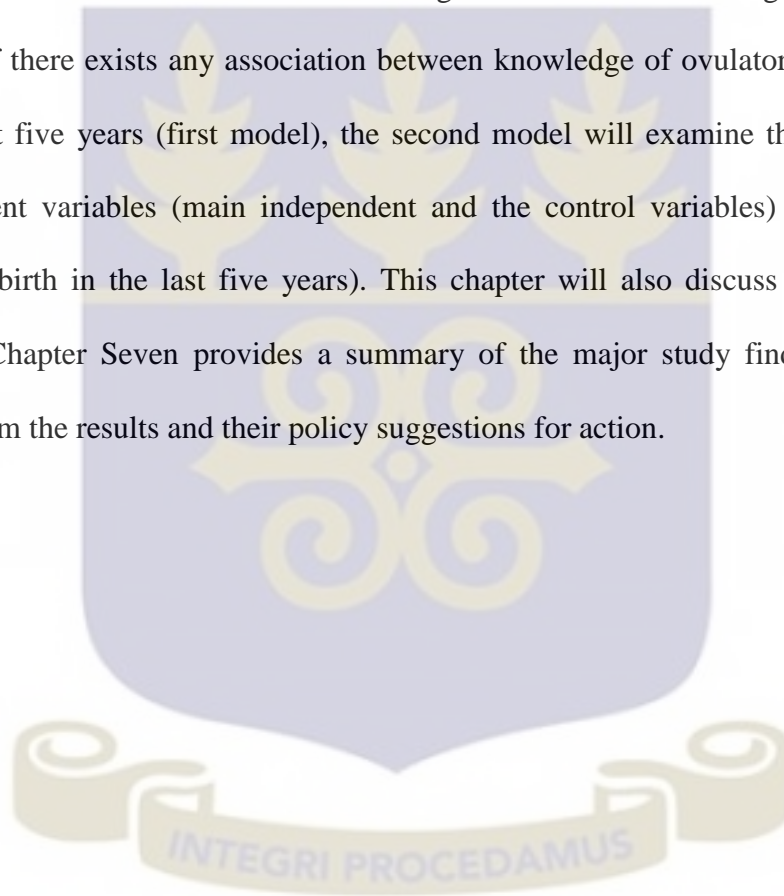 there exists any association between knowledge of ovulator
five years (first model), the second model will examine th
ent variables (main independent and the control variables)
birth in the last five years). This chapter will also discuss
Chapter Seven provides a summary of the major study find
m the results and their policy suggestions for action.
INTEGRI PROCEDAMUS